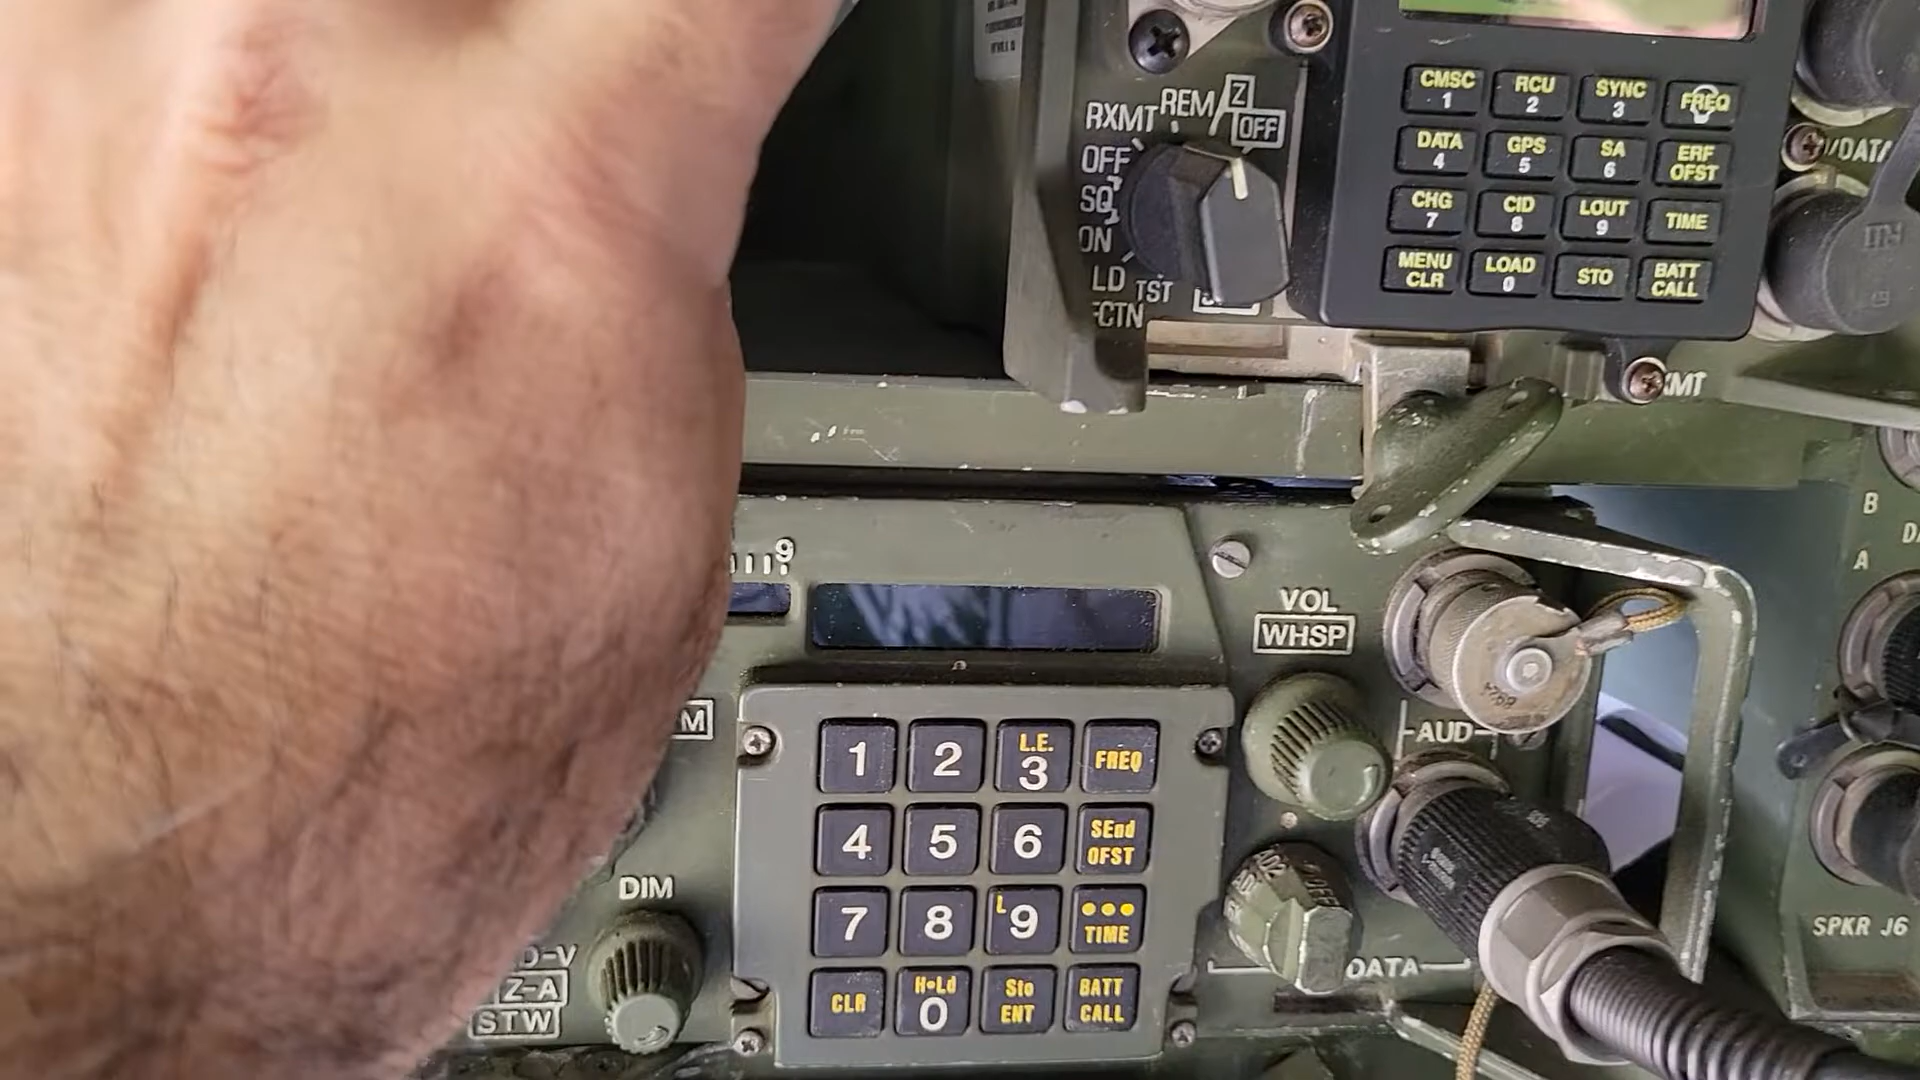 RXMT
REM
Z
OFF
OFF
SQ
ON
LD
TST
CMSC
1
RCU
2
SYNC
3
FREQ
DATA
4
GPS
5
SA
6
ERF
OFST
CHG
7
CID
8
LOUT
9
TIME
MENU
CLR
LOAD
0
STO
BATT
CALL
/DATA
9
VOL
WHSP
AUD
B
A
M
DIM
1
2
L.E.
3
FREQ
4
5
6
SEnd
OFST
7
8
L9
TIME
CLR
HoLd
0
Sto
ENT
BATT
CALL
D-V
Z-A
STW
DATA
SPKR J6